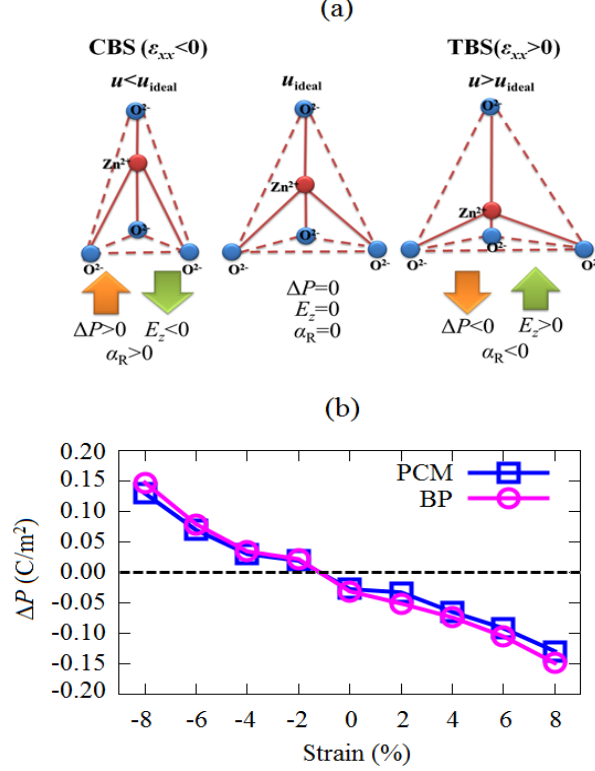 (a)
CBS (εxx<0)
TBS(εxx>0)
u<uideal
uideal
u>uideal
O2-
O2-
O2-
Zn2+
Zn2+
Zn2+
O2-
O2-
O2-
O2-
O2-
O2-
O2-
O2-
O2-
ΔP>0
Ez<0
αR>0
ΔP=0
Ez=0
αR=0
ΔP<0
Ez>0
αR<0
(b)
ΔP (C/m²)
0.20
0.15
0.10
0.05
0.00
-0.05
-0.10
-0.15
-0.20
PCM
BP
-8 -6 -4 -2 0 2 4 6 8
Strain (%)